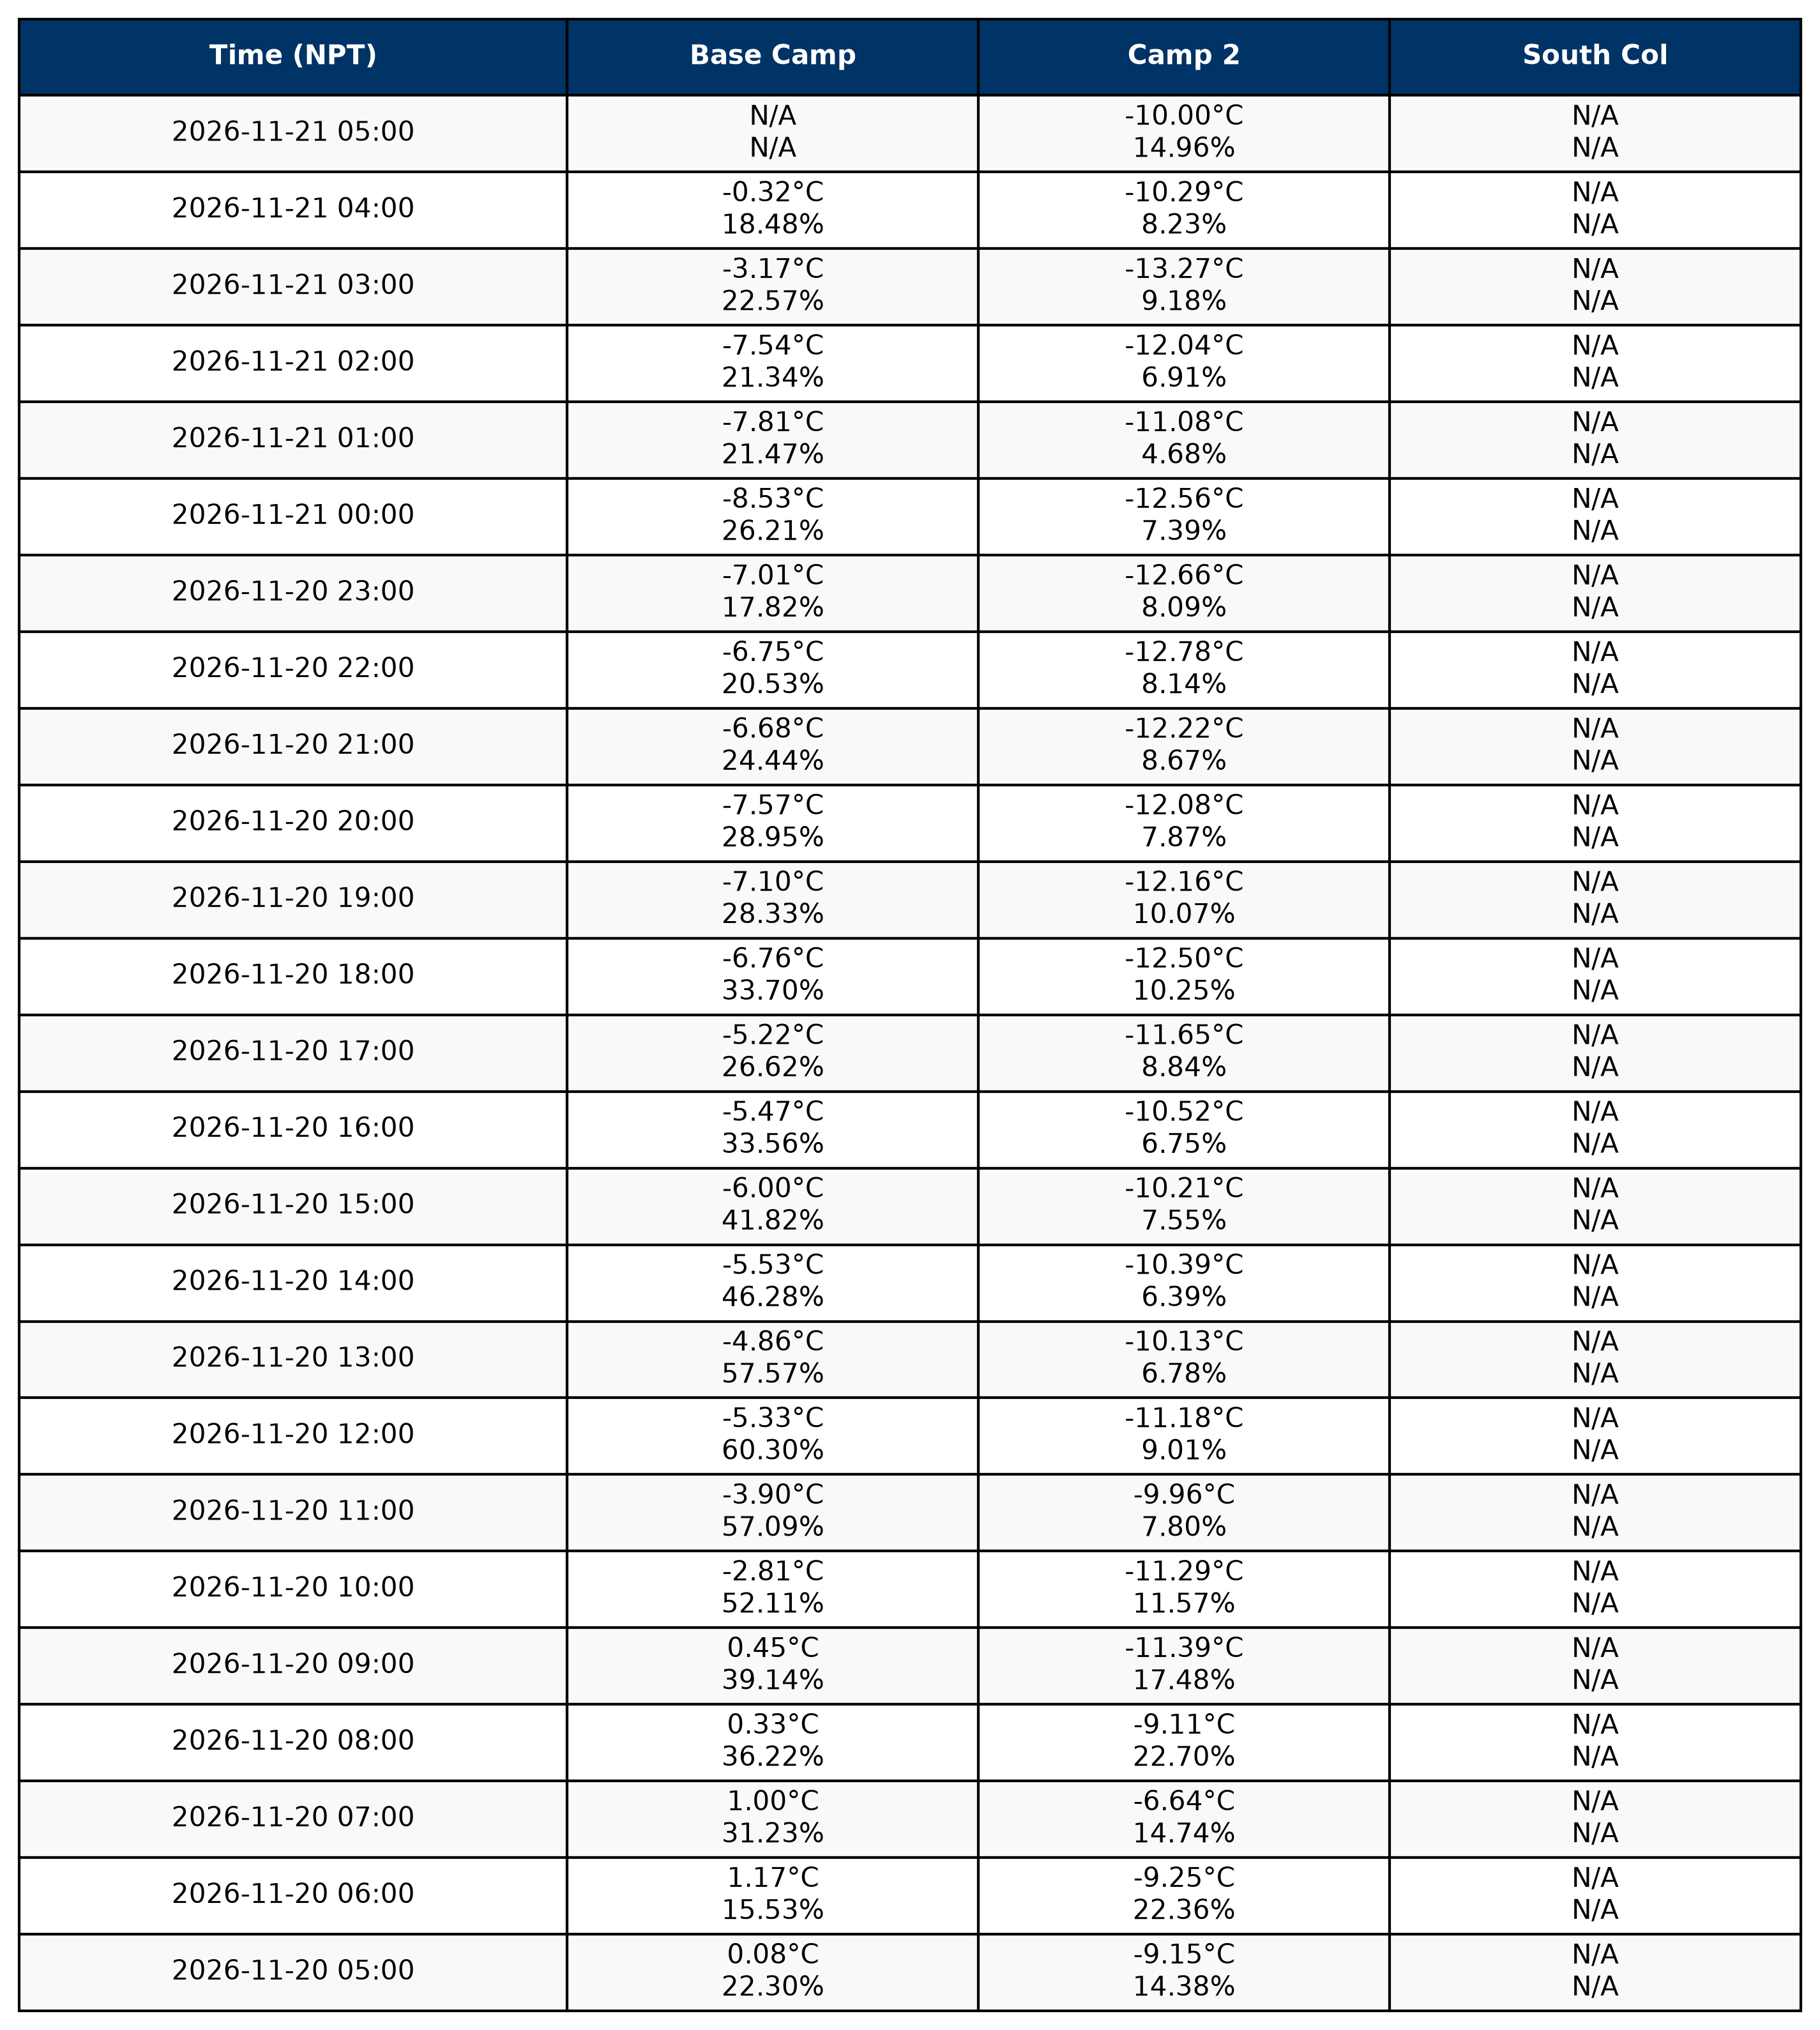 Time (NPT) Base Camp Camp 2 South Col
2026-11-21 05:00 N/A -10.00°C N/A
N/A 14.96% N/A
2026-11-21 04:00 -0.32°C -10.29°C N/A
18.48% 8.23% N/A
2026-11-21 03:00 -3.17°C -13.27°C N/A
22.57% 9.18% N/A
2026-11-21 02:00 -7.54°C -12.04°C N/A
21.34% 6.91% N/A
2026-11-21 01:00 -7.81°C -11.08°C N/A
21.47% 4.68% N/A
2026-11-21 00:00 -8.53°C -12.56°C N/A
26.21% 7.39% N/A
2026-11-20 23:00 -7.01°C -12.66°C N/A
17.82% 8.09% N/A
2026-11-20 22:00 -6.75°C -12.78°C N/A
20.53% 8.14% N/A
2026-11-20 21:00 -6.68°C -12.22°C N/A
24.44% 8.67% N/A
2026-11-20 20:00 -7.57°C -12.08°C N/A
28.95% 7.87% N/A
2026-11-20 19:00 -7.10°C -12.16°C N/A
28.33% 10.07% N/A
2026-11-20 18:00 -6.76°C -12.50°C N/A
33.70% 10.25% N/A
2026-11-20 17:00 -5.22°C -11.65°C N/A
26.62% 8.84% N/A
2026-11-20 16:00 -5.47°C -10.52°C N/A
33.56% 6.75% N/A
2026-11-20 15:00 -6.00°C -10.21°C N/A
41.82% 7.55% N/A
2026-11-20 14:00 -5.53°C -10.39°C N/A
46.28% 6.39% N/A
2026-11-20 13:00 -4.86°C -10.13°C N/A
57.57% 6.78% N/A
2026-11-20 12:00 -5.33°C -11.18°C N/A
60.30% 9.01% N/A
2026-11-20 11:00 -3.90°C -9.96°C N/A
57.09% 7.80% N/A
2026-11-20 10:00 -2.81°C -11.29°C N/A
52.11% 11.57% N/A
2026-11-20 09:00 0.45°C -11.39°C N/A
39.14% 17.48% N/A
2026-11-20 08:00 0.33°C -9.11°C N/A
36.22% 22.70% N/A
2026-11-20 07:00 1.00°C -6.64°C N/A
31.23% 14.74% N/A
2026-11-20 06:00 1.17°C -9.25°C N/A
15.53% 22.36% N/A
2026-11-20 05:00 0.08°C -9.15°C N/A
22.30% 14.38% N/A